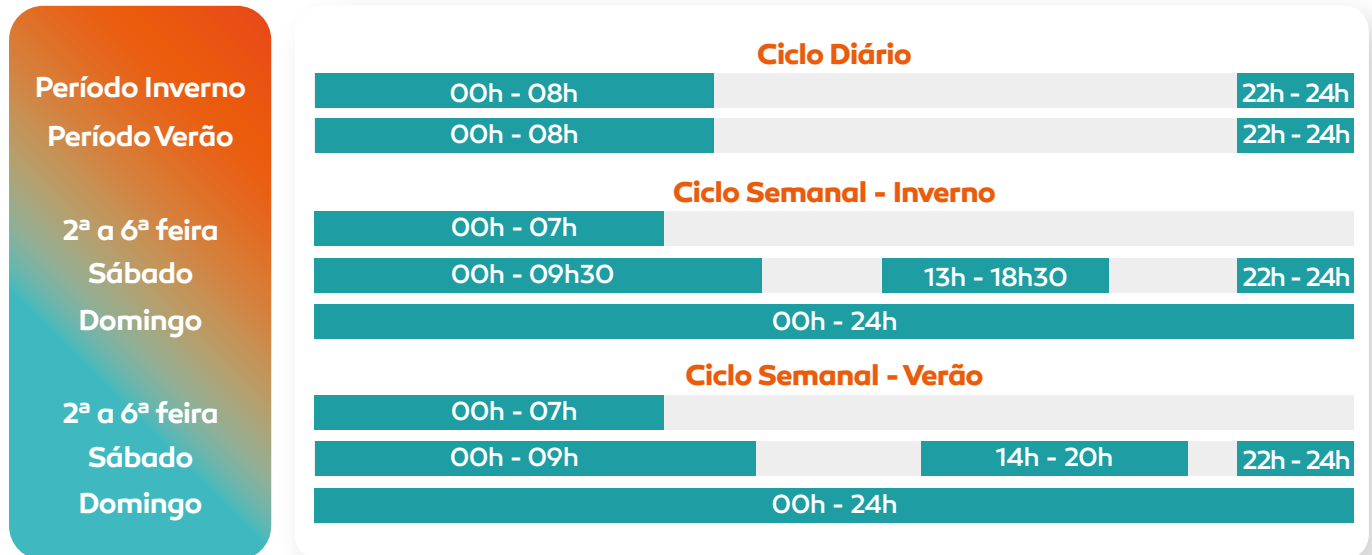 Ciclo Diário
Período Inverno 00h - 08h 22h - 24h
Período Verão 00h - 08h 22h - 24h
Ciclo Semanal - Inverno
2ª a 6ª feira 00h - 07h
Sábado 00h - 09h30 13h - 18h30 22h - 24h
Domingo 00h - 24h
Ciclo Semanal - Verão
2ª a 6ª feira 00h - 07h
Sábado 00h - 09h 14h - 20h 22h - 24h
Domingo 00h - 24h